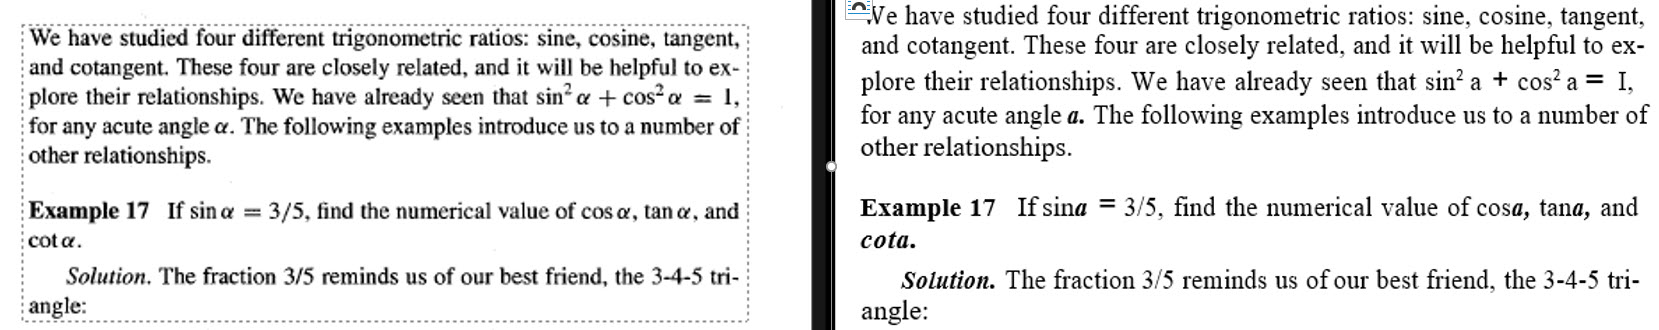 We have studied four different trigonometric ratios: sine, cosine, tangent,
and cotangent. These four are closely related, and it will be helpful to ex-
plore their relationships. We have already seen that sin² α + cos² α = 1,
for any acute angle α. The following examples introduce us to a number of
other relationships.
Example 17 If sin α = 3/5, find the numerical value of cos α, tan α, and
cot α.
Solution. The fraction 3/5 reminds us of our best friend, the 3-4-5 tri-
angle:
We have studied four different trigonometric ratios: sine, cosine, tangent,
and cotangent. These four are closely related, and it will be helpful to ex-
plore their relationships. We have already seen that sin² a + cos² a = I,
for any acute angle a. The following examples introduce us to a number of
other relationships.
Example 17 If sina = 3/5, find the numerical value of cosa, tana, and
cota.
Solution. The fraction 3/5 reminds us of our best friend, the 3-4-5 tri-
angle: